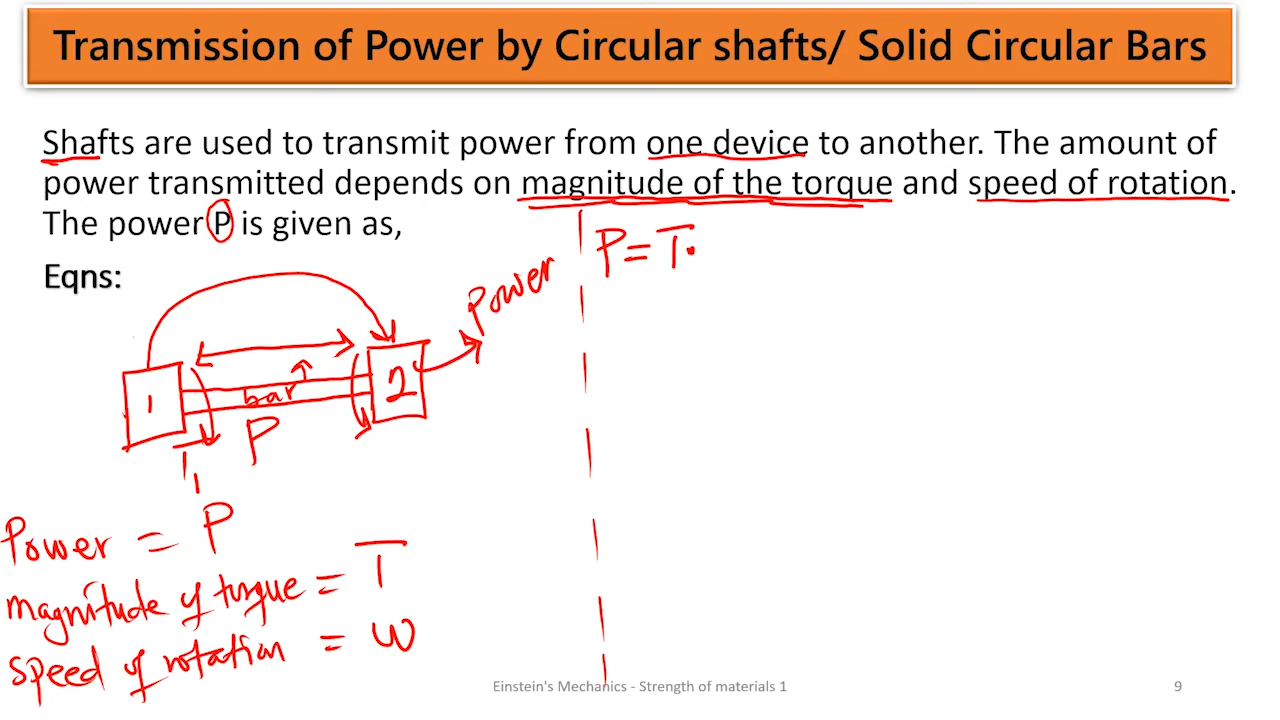 Transmission of Power by Circular shafts/ Solid Circular Bars
Shafts are used to transmit power from one device to another. The amount of
power transmitted depends on magnitude of the torque and speed of rotation.
The power P is given as,
Eqns:
P = T.
Power
1
bar
2
P
T
Power = P
magnitude of torque = T
speed of rotation = ω
Einstein's Mechanics - Strength of materials 1
9